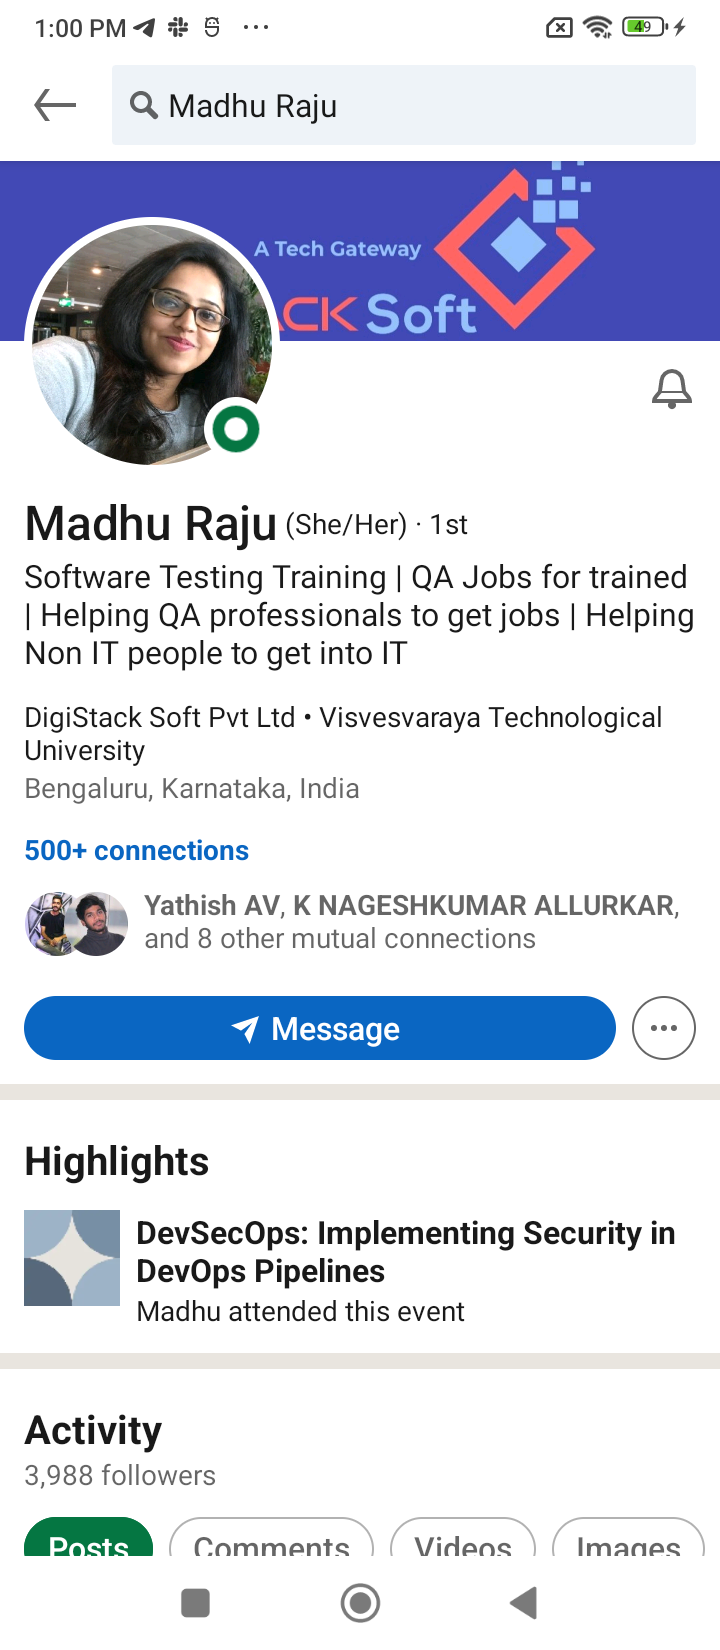 1:00 PM
49
Madhu Raju
A Tech Gateway
CK Soft
Madhu Raju (She/Her) · 1st
Software Testing Training | QA Jobs for trained
| Helping QA professionals to get jobs | Helping
Non IT people to get into IT
DigiStack Soft Pvt Ltd • Visvesvaraya Technological
University
Bengaluru, Karnataka, India
500+ connections
Yathish AV, K NAGESHKUMAR ALLURKAR,
and 8 other mutual connections
Message
Highlights
DevSecOps: Implementing Security in
DevOps Pipelines
Madhu attended this event
Activity
3,988 followers
Posts Comments Videos Images